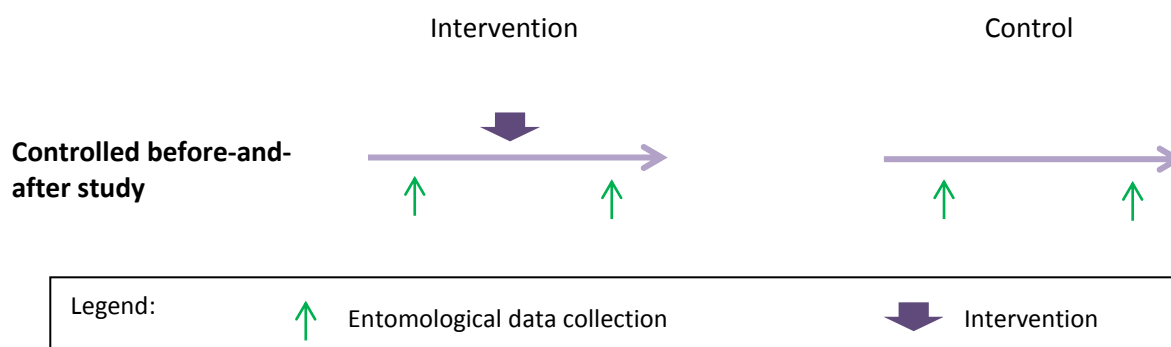 Intervention Control
Controlled before-and-
after study
Legend: Entomological data collection Intervention